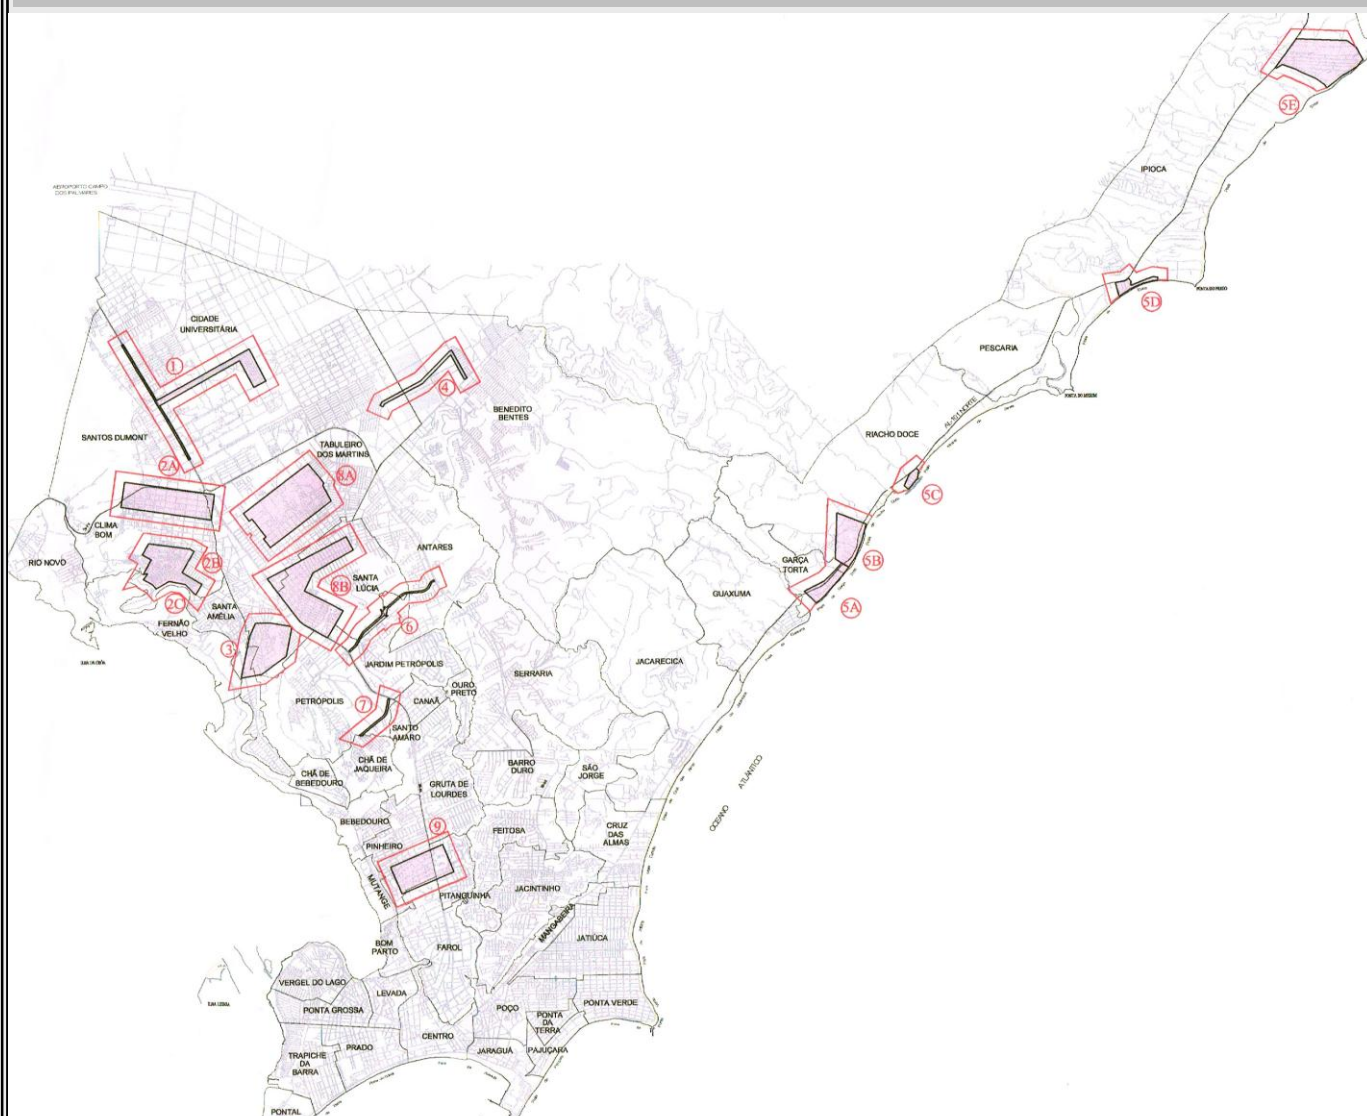 5E
IPIOCA
AEROPORTO CAMPO
DOS PALMARES
5D
CIDADE
UNIVERSITÁRIA
PESCARIA
1
4
AL-101 NORTE
BENEDITO
BENTES
RIACHO DOCE
SANTOS DUMONT
TABULEIRO
DOS MARTINS
2A
8A
5C
CLIMA
BOM
ANTARES
RIO NOVO
2B
GARÇA
TORTA
5B
SANTA
LÚCIA
8B
GUAXUMA
2C
SANTA
AMÉLIA
5A
FERNÃO
VELHO
6
3
JARDIM PETRÓPOLIS
JACARECICA
SERRARIA
OURO
PRETO
PETRÓPOLIS
7
CANAÃ
SANTO
AMARO
CHÃ DE
JAQUEIRA
BARRO
DURO
SÃO
JORGE
CHÃ DE
BEBEDOURO
GRUTA DE
LOURDES
OCEANO ATLÂNTICO
BEBEDOURO
9
FEITOSA
CRUZ
DAS
ALMAS
PINHEIRO
MUTANGE
PITANGUINHA
JACINTINHO
MANGABEIRA
JATIÚCA
BOM
PARTO
FAROL
VERGEL DO LAGO
LEVADA
PONTA GROSSA
POÇO
PONTA VERDE
PONTA
DA
TERRA
CENTRO
PRADO
JARAGUÁ
PAJUÇARA
TRAPICHE
DA
BARRA
PONTAL